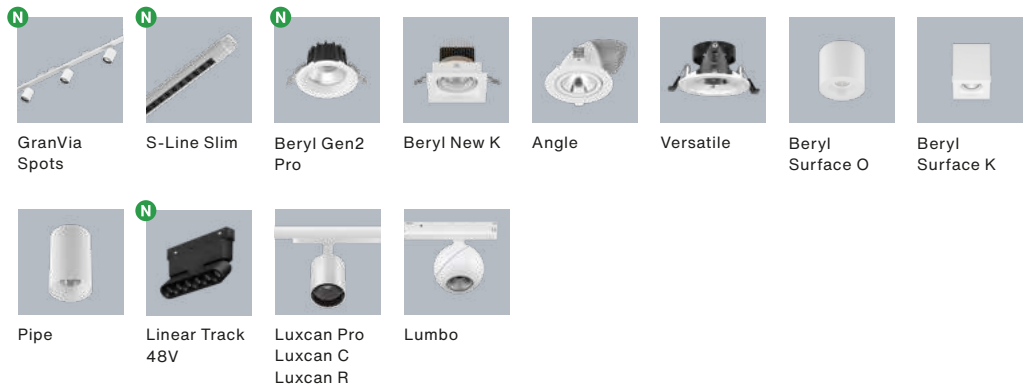 N
N
N
GranVia
Spots
S-Line Slim
Beryl Gen2
Pro
Beryl New K
Angle
Versatile
Beryl
Surface O
Beryl
Surface K
N
Pipe
Linear Track
48V
Luxcan Pro
Luxcan C
Luxcan R
Lumbo